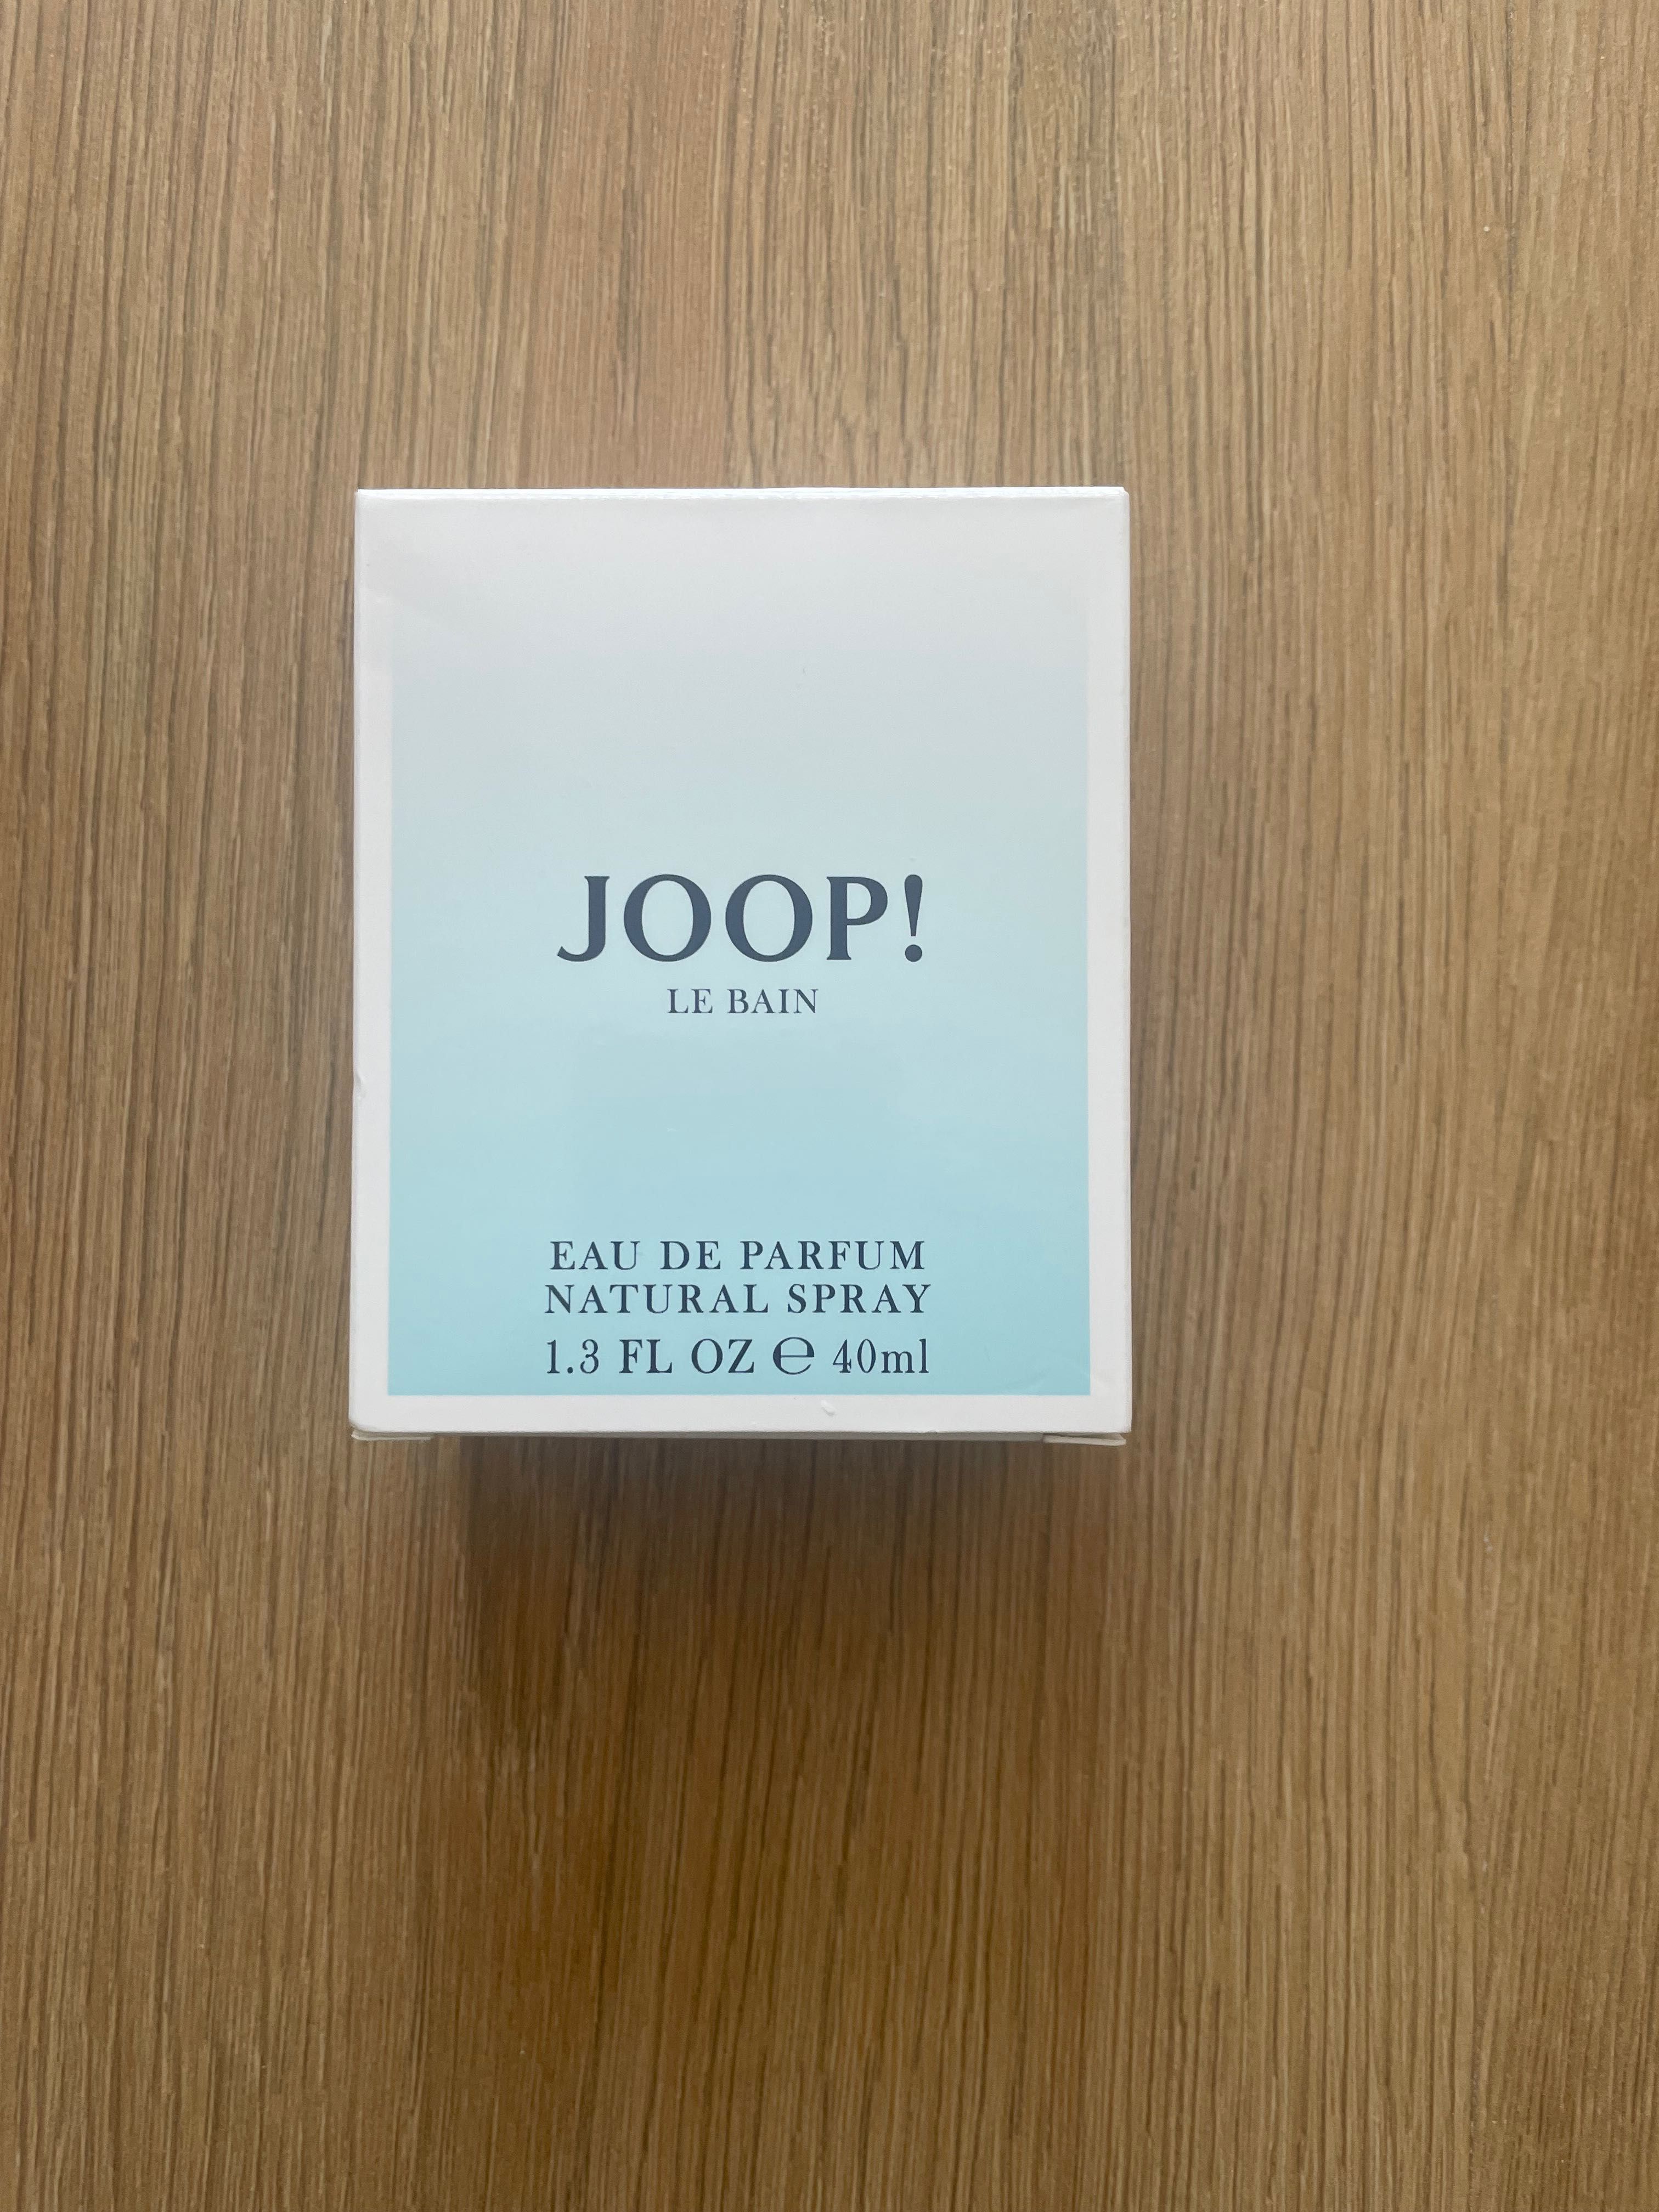 JOOP!
LE BAIN
EAU DE PARFUM
NATURAL SPRAY
1.3 FL OZ ℮ 40ml